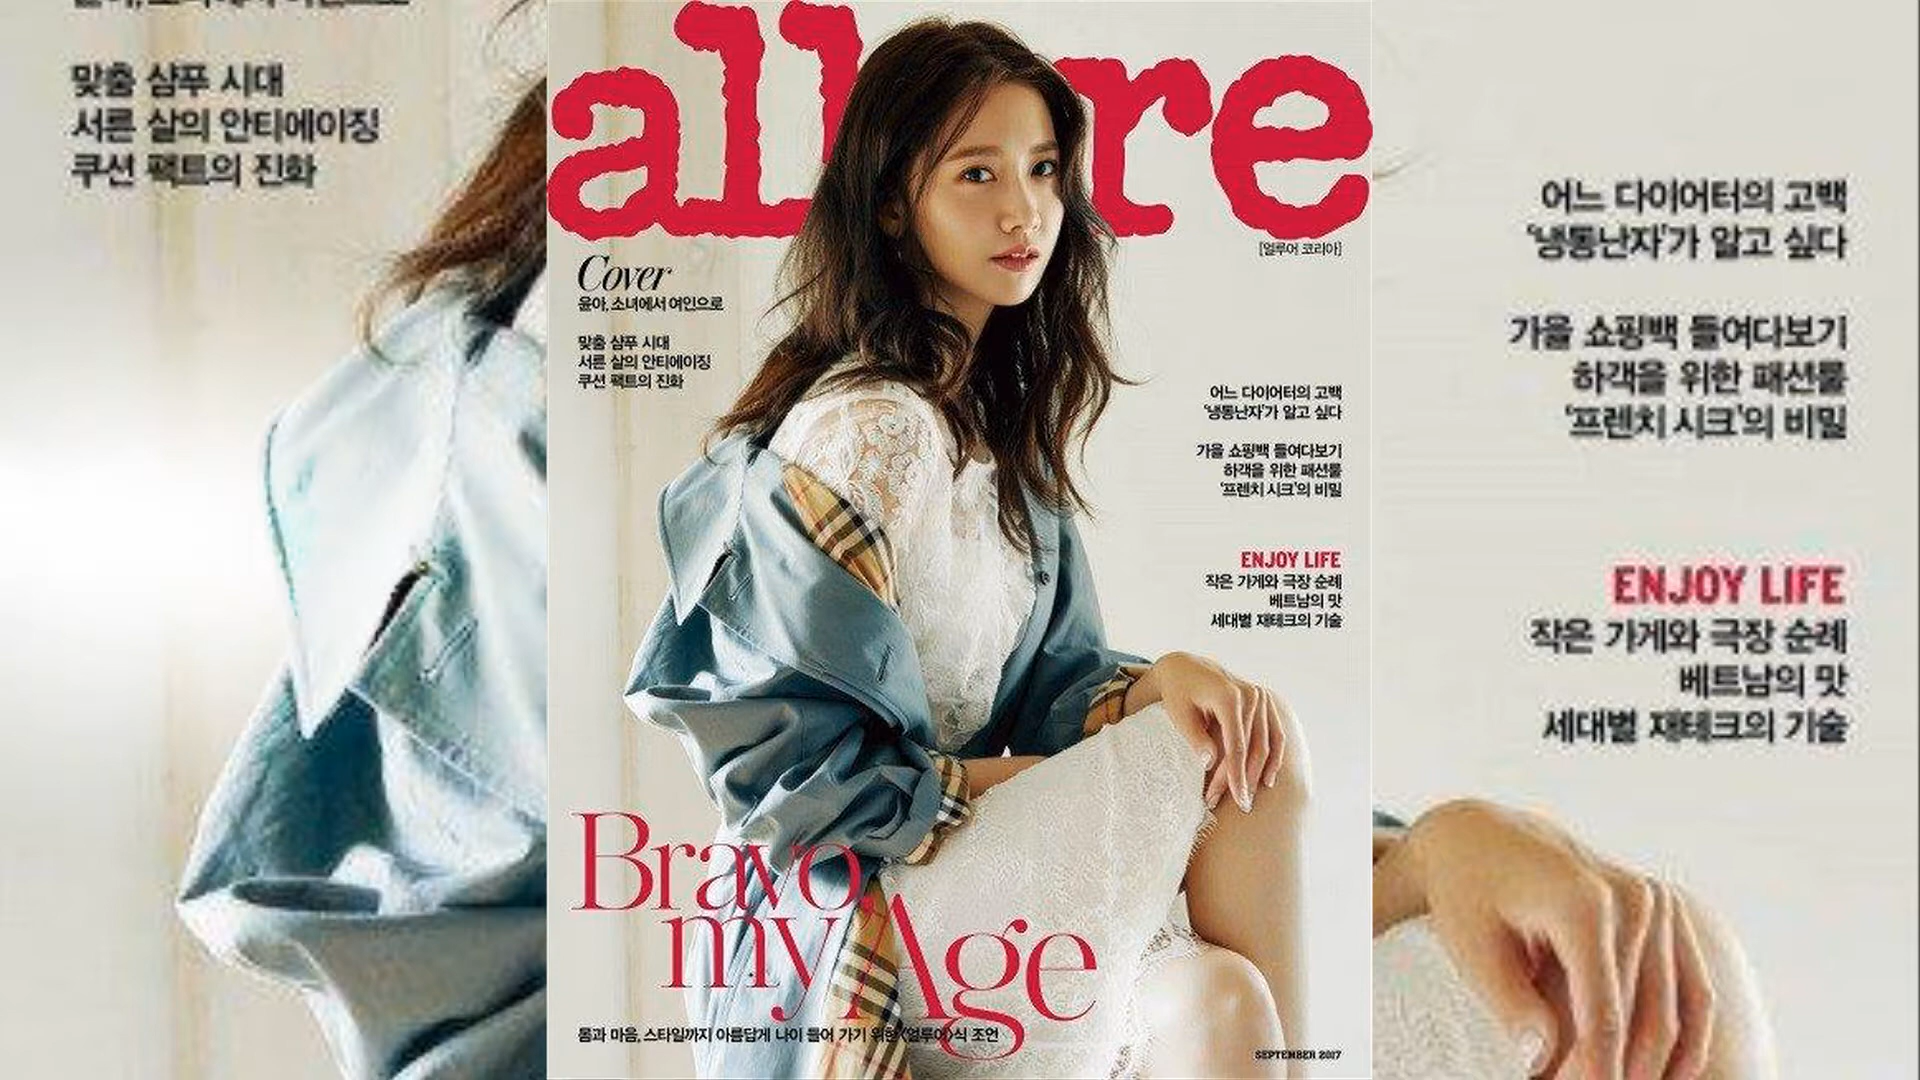 맞춤 샴푸 시대
서른 살의 안티에이징
쿠션 팩트의 진화
allure
[얼루어 코리아]
Cover
윤아, 소녀에서 여인으로
맞춤 샴푸 시대
서른 살의 안티에이징
쿠션 팩트의 진화
어느 다이어터의 고백
‘냉동난자’가 알고 싶다
가을 쇼핑백 들여다보기
하객을 위한 패션룰
‘프렌치 시크’의 비밀
ENJOY LIFE
작은 가게와 극장 순례
베트남의 맛
세대별 재테크의 기술
Bravo,
my Age
몸과 마음, 스타일까지 아름답게 나이 들어 가기 위한 <얼루어>식 조언
SEPTEMBER 2017
어느 다이어터의 고백
‘냉동난자’가 알고 싶다
가을 쇼핑백 들여다보기
하객을 위한 패션룰
‘프렌치 시크’의 비밀
ENJOY LIFE
작은 가게와 극장 순례
베트남의 맛
세대별 재테크의 기술